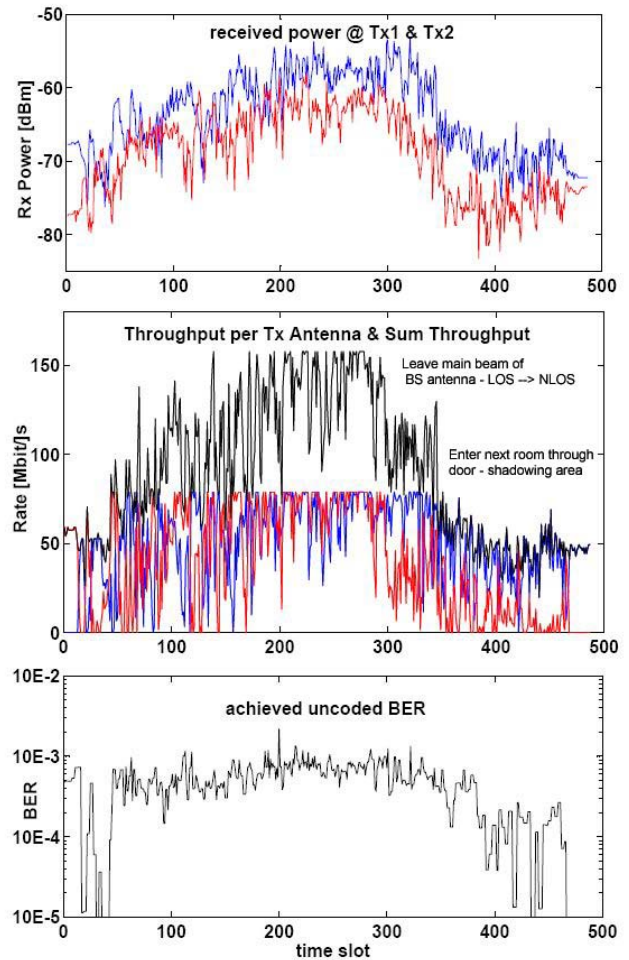 received power @ Tx1 & Tx2
Rx Power [dBm]
-50
-60
-70
-80
0
100
200
300
400
500
Throughput per Tx Antenna & Sum Throughput
Rate [Mbit/]s
150
100
50
0
Leave main beam of
BS antenna - LOS --> NLOS
Enter next room through
door - shadowing area
0
100
200
300
400
500
achieved uncoded BER
BER
10E-2
10E-3
10E-4
10E-5
0
100
200
300
400
500
time slot